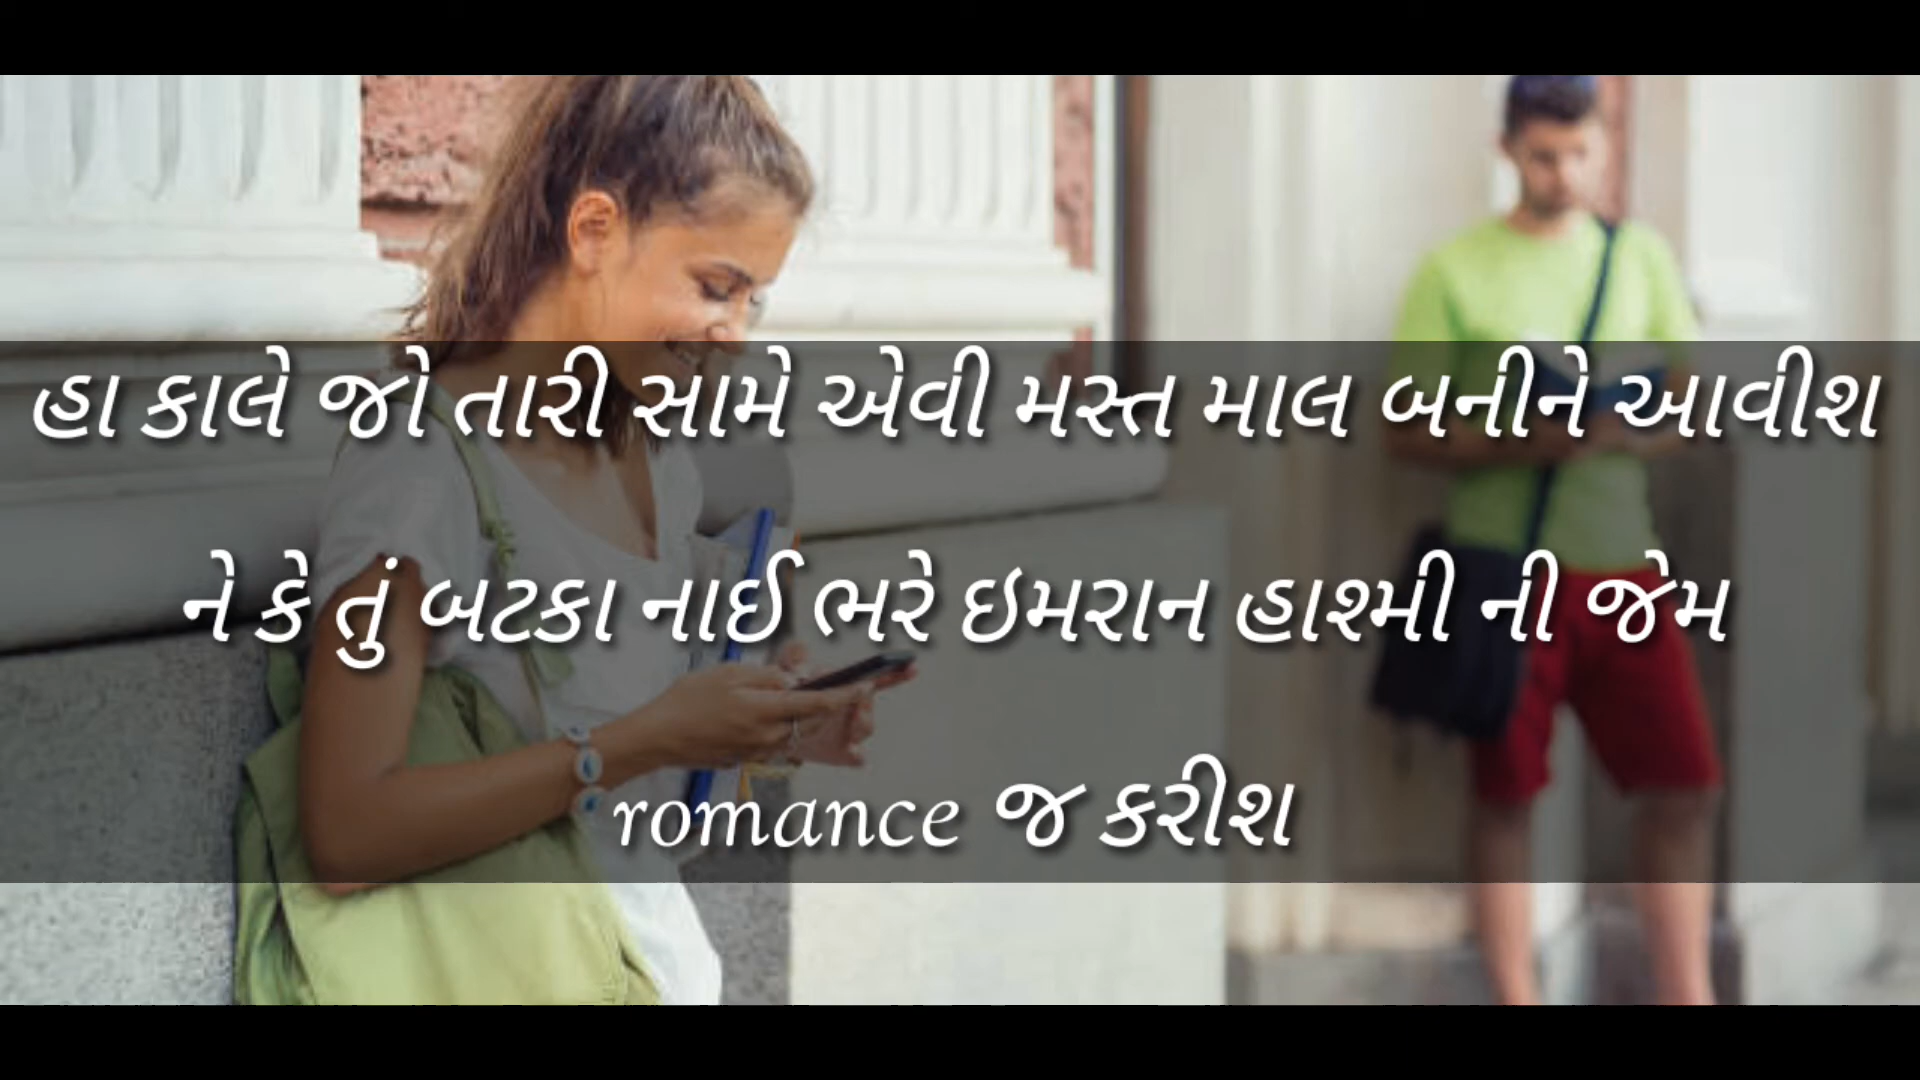 હા કાલે જો તારી સામે એવી મસ્ત માલ બનીને આવીશ
ને કે તું બટકા નાઈ ભરે ઇમરાન હાશ્મી ની જેમ
romance જ કરીશ